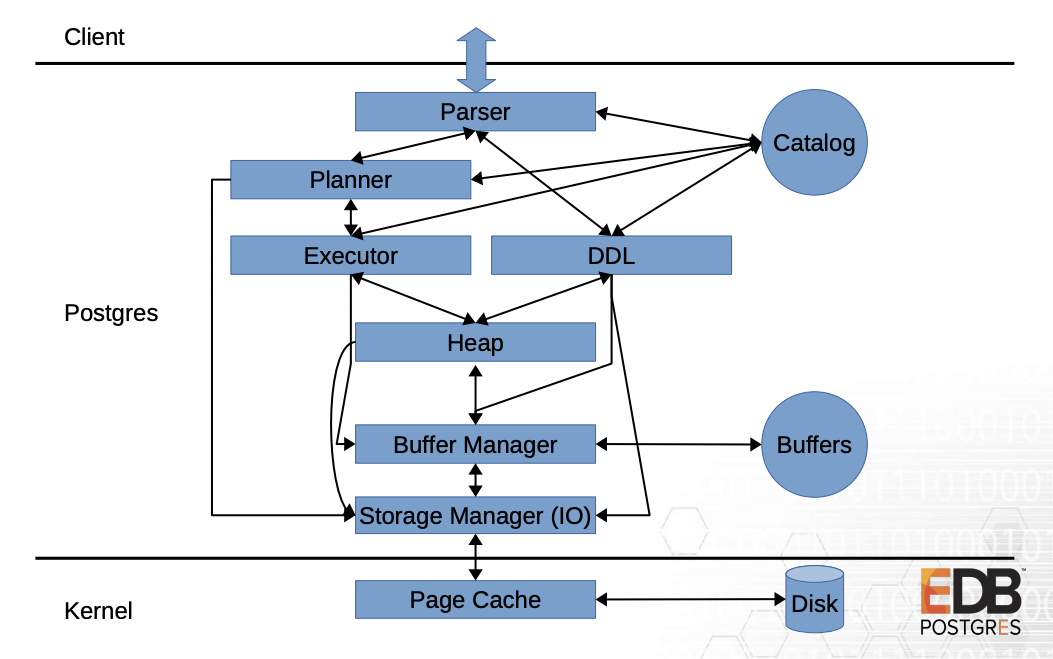 Client
Parser
Catalog
Planner
Executor
DDL
Postgres
Heap
Buffer Manager
Buffers
Storage Manager (IO)
Kernel
Page Cache
Disk
EDB™
POSTGRES